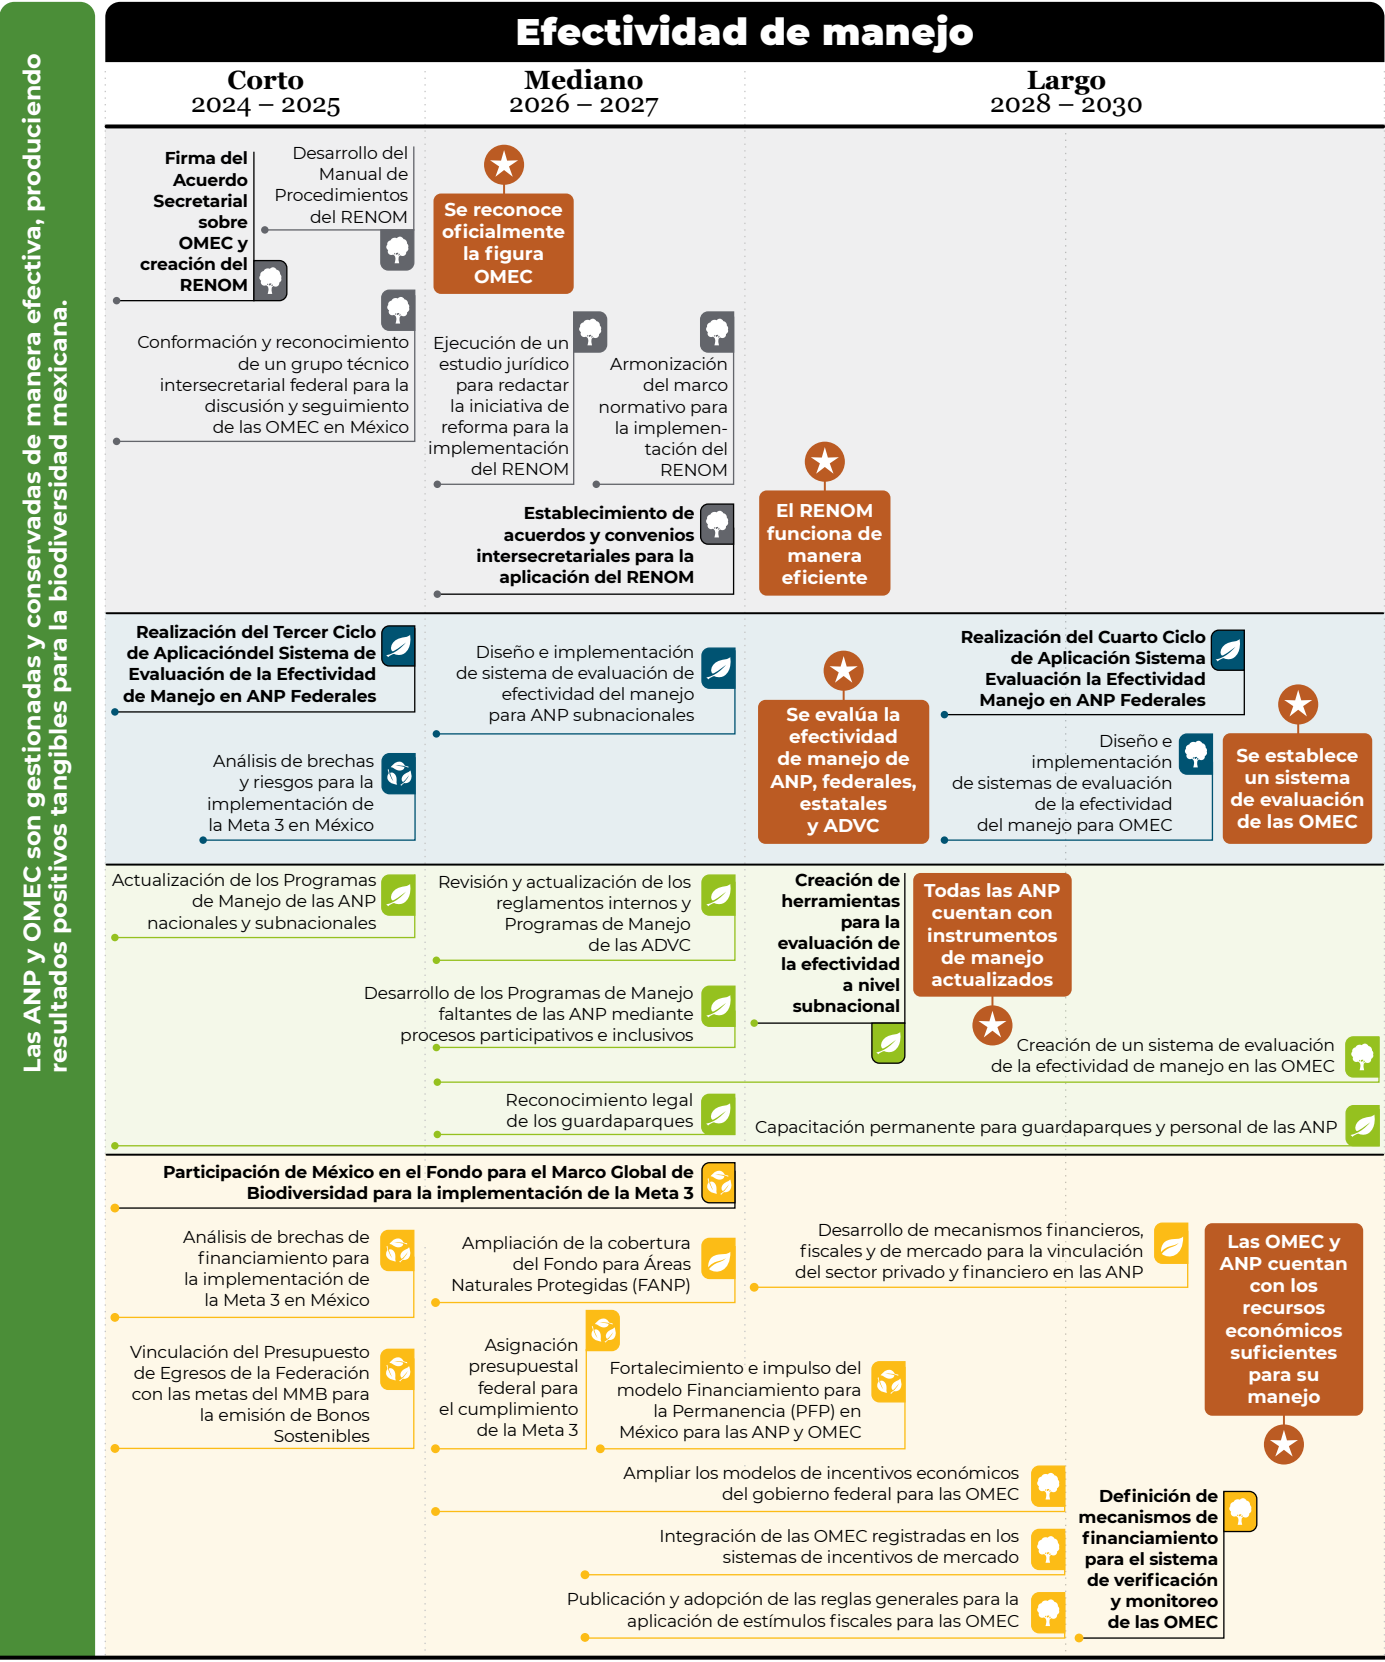 Efectividad de manejo
Las ANP y OMEC son gestionadas y conservadas de manera efectiva, produciendo
resultados positivos tangibles para la biodiversidad mexicana.
Corto
2024 – 2025
Mediano
2026 – 2027
Largo
2028 – 2030
Firma del
Acuerdo
Secretarial
sobre
OMEC y
creación del
RENOM
Desarrollo del
Manual de
Procedimientos
del RENOM
Se reconoce
oficialmente
la figura
OMEC
Conformación y reconocimiento
de un grupo técnico
intersecretarial federal para la
discusión y seguimiento
de las OMEC en México
Ejecución de un
estudio jurídico
para redactar
la iniciativa de
reforma para la
implementación
del RENOM
Armonización
del marco
normativo para
la implemen-
tación del
RENOM
Establecimiento de
acuerdos y convenios
intersecretariales para la
aplicación del RENOM
El RENOM
funciona de
manera
eficiente
Realización del Tercer Ciclo
de Aplicacióndel Sistema de
Evaluación de la Efectividad
de Manejo en ANP Federales
Análisis de brechas
y riesgos para la
implementación de
la Meta 3 en México
Diseño e implementación
de sistema de evaluación de
efectividad del manejo
para ANP subnacionales
Se evalúa la
efectividad
de manejo de
ANP, federales,
estatales
y ADVC
Realización del Cuarto Ciclo
de Aplicación Sistema
Evaluación la Efectividad
Manejo en ANP Federales
Diseño e
implementación
de sistemas de evaluación
de la efectividad
del manejo para OMEC
Se establece
un sistema
de evaluación
de las OMEC
Actualización de los Programas
de Manejo de las ANP
nacionales y subnacionales
Revisión y actualización de los
reglamentos internos y
Programas de Manejo
de las ADVC
Desarrollo de los Programas de Manejo
faltantes de las ANP mediante
procesos participativos e inclusivos
Creación de
herramientas
para la
evaluación de
la efectividad
a nivel
subnacional
Todas las ANP
cuentan con
instrumentos
de manejo
actualizados
Creación de un sistema de evaluación
de la efectividad de manejo en las OMEC
Reconocimiento legal
de los guardaparques
Capacitación permanente para guardaparques y personal de las ANP
Participación de México en el Fondo para el Marco Global de
Biodiversidad para la implementación de la Meta 3
Análisis de brechas de
financiamiento para
la implementación de
la Meta 3 en México
Ampliación de la cobertura
del Fondo para Áreas
Naturales Protegidas (FANP)
Desarrollo de mecanismos financieros,
fiscales y de mercado para la vinculación
del sector privado y financiero en las ANP
Las OMEC y
ANP cuentan
con los
recursos
económicos
suficientes
para su
manejo
Vinculación del Presupuesto
de Egresos de la Federación
con las metas del MMB para
la emisión de Bonos
Sostenibles
Asignación
presupuestal
federal para
el cumplimiento
de la Meta 3
Fortalecimiento e impulso del
modelo Financiamiento para
la Permanencia (PFP) en
México para las ANP y OMEC
Ampliar los modelos de incentivos económicos
del gobierno federal para las OMEC
Integración de las OMEC registradas en los
sistemas de incentivos de mercado
Publicación y adopción de las reglas generales para la
aplicación de estímulos fiscales para las OMEC
Definición de
mecanismos de
financiamiento
para el sistema
de verificación
y monitoreo
de las OMEC